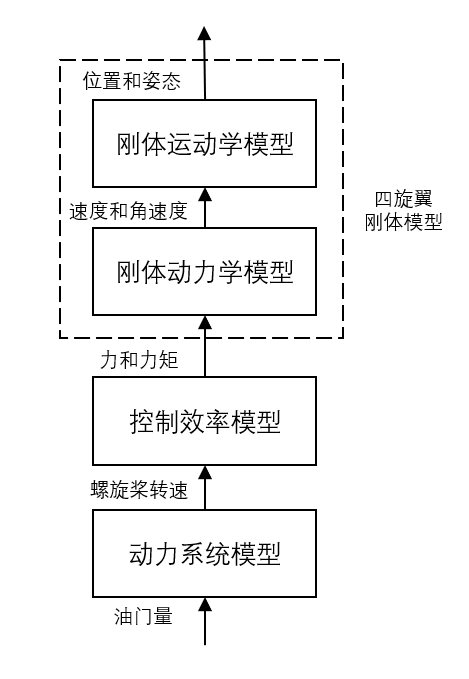 位置和姿态
刚体运动学模型
速度和角速度
四旋翼
刚体模型
刚体动力学模型
力和力矩
控制效率模型
螺旋桨转速
动力系统模型
油门量